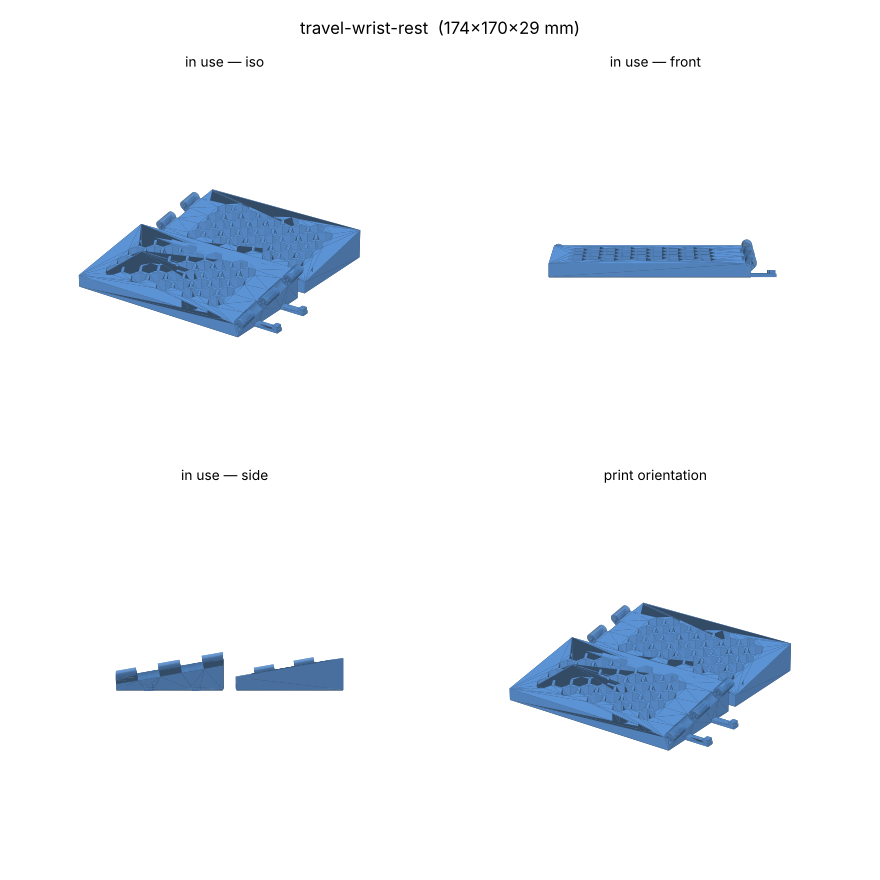 travel-wrist-rest (174×170×29 mm)
in use — iso
in use — front
in use — side
print orientation